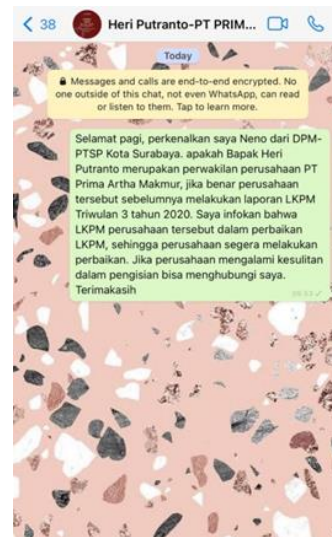 38 Heri Putranto-PT PRIM...
Today
Messages and calls are end-to-end encrypted. No
one outside of this chat, not even WhatsApp, can read
or listen to them. Tap to learn more.
Selamat pagi, perkenalkan saya Neno dari DPM-
PTSP Kota Surabaya. apakah Bapak Heri
Putranto merupakan perwakilan perusahaan PT
Prima Artha Makmur, jika benar perusahaan
tersebut sebelumnya melakukan laporan LKPM
Triwulan 3 tahun 2020. Saya infokan bahwa
LKPM perusahaan tersebut dalam perbaikan
LKPM, sehingga perusahaan segera melakukan
perbaikan. Jika perusahaan mengalami kesulitan
dalam pengisian bisa menghubungi saya.
Terimakasih